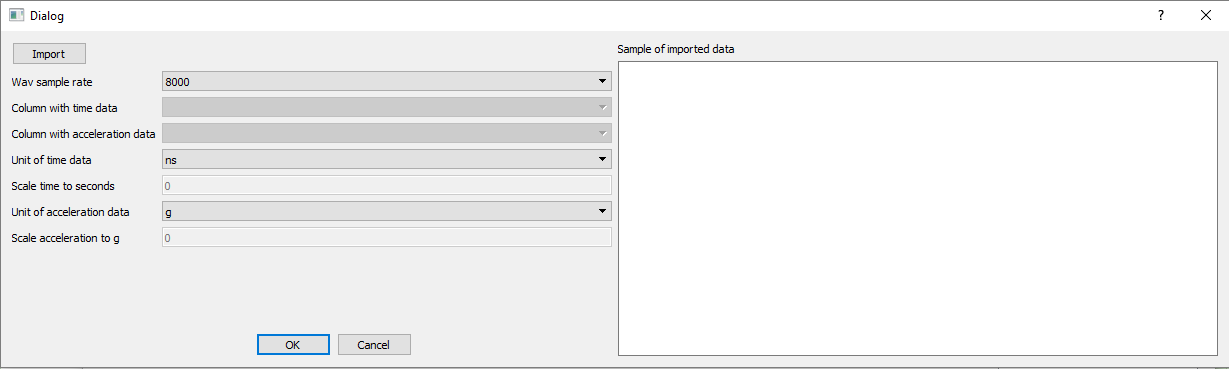 Dialog
?
Import
Sample of imported data
Wav sample rate
8000
Column with time data
Column with acceleration data
Unit of time data
ns
Scale time to seconds
0
Unit of acceleration data
g
Scale acceleration to g
0
OK
Cancel